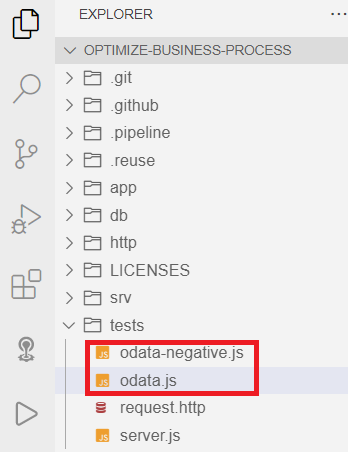 EXPLORER
OPTIMIZE-BUSINESS-PROCESS
.git
.github
.pipeline
.reuse
app
db
http
LICENSES
srv
tests
JS odata-negative.js
JS odata.js
request.http
JS server.js